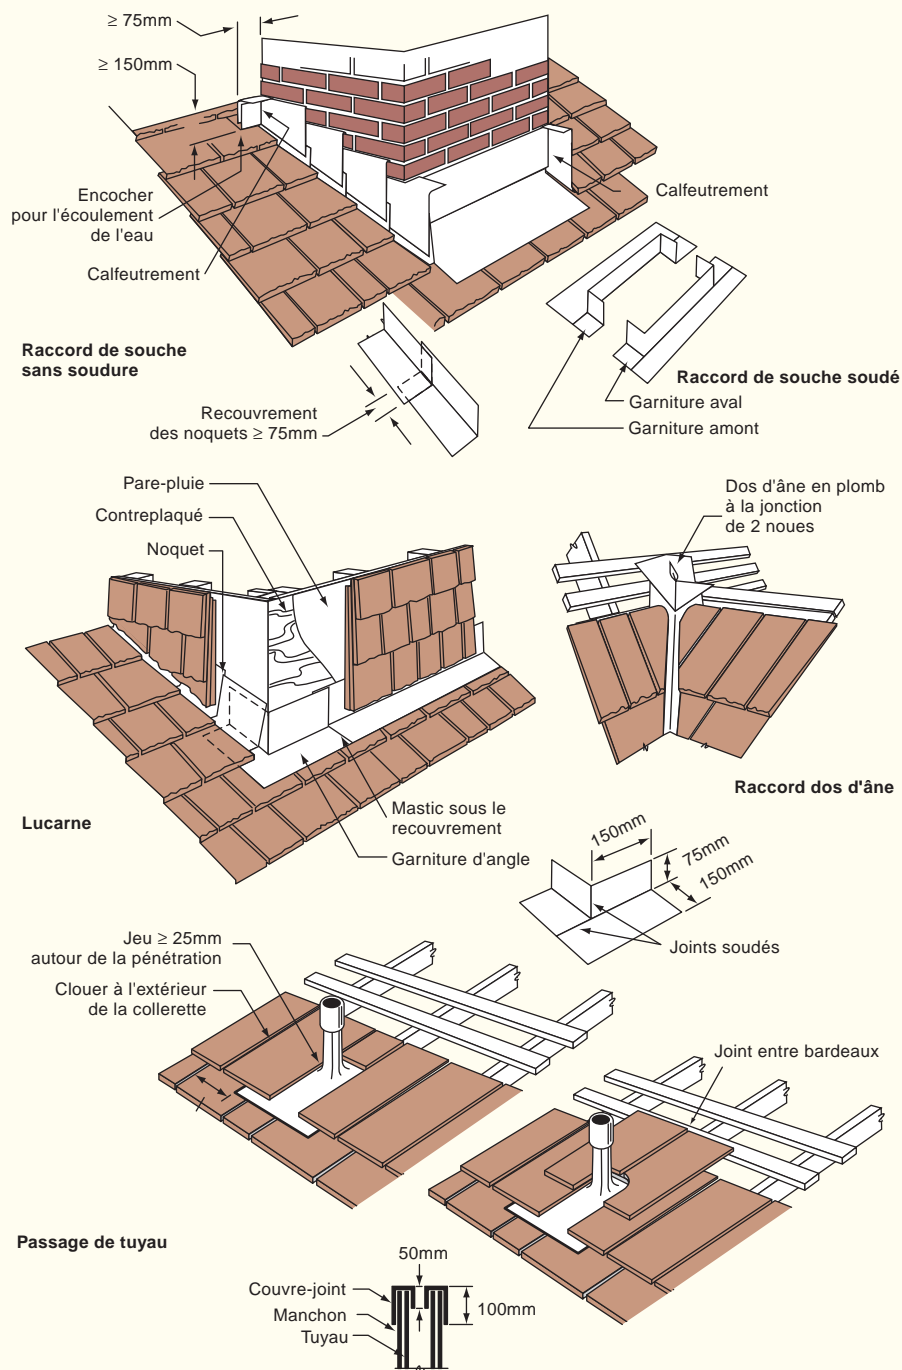 ≥ 75mm
≥ 150mm
Encocher
pour l'écoulement
de l'eau
Calfeutrement
Calfeutrement
Raccord de souche
sans soudure
Recouvrement
des noquets ≥ 75mm
Raccord de souche soudé
Garniture aval
Garniture amont
Pare-pluie
Contreplaqué
Noquet
Dos d'âne en plomb
à la jonction
de 2 noues
Raccord dos d'âne
Lucarne
Mastic sous le
recouvrement
Garniture d'angle
150mm
75mm
150mm
Joints soudés
Jeu ≥ 25mm
autour de la pénétration
Clouer à l'extérieur
de la collerette
Joint entre bardeaux
Passage de tuyau
50mm
Couvre-joint
100mm
Manchon
Tuyau